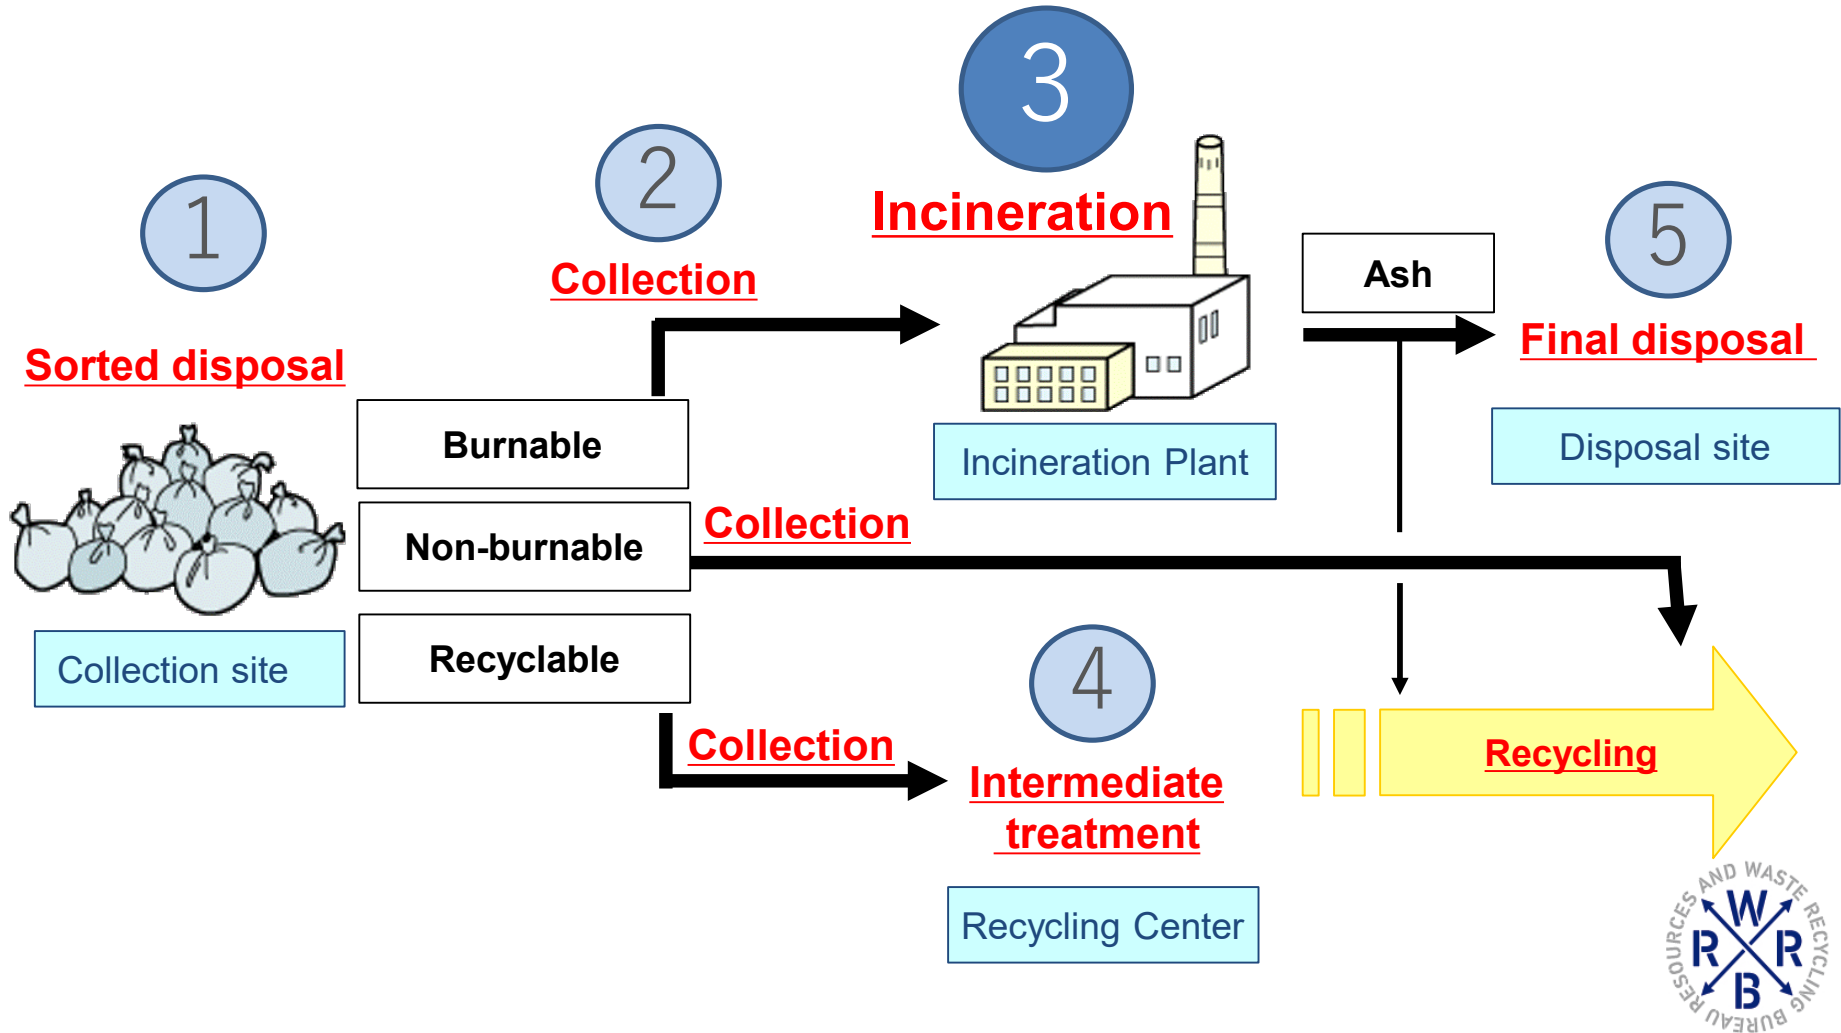 1
Sorted disposal
Collection site
Burnable
Non-burnable
Recyclable
2
Collection
Collection
Collection
3
Incineration
Incineration Plant
4
Intermediate
treatment
Recycling Center
Ash
5
Final disposal
Disposal site
Recycling
RESOURCES AND WASTE RECYCLING BUREAU
W
R R
B